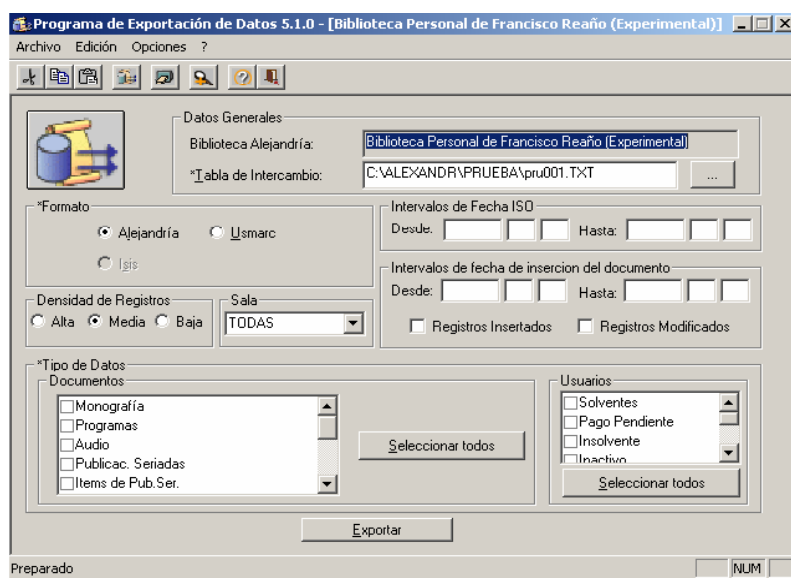 Programa de Exportación de Datos 5.1.0 - [Biblioteca Personal de Francisco Reaño (Experimental)]
Archivo Edición Opciones ?
Datos Generales
Biblioteca Alejandría: Biblioteca Personal de Francisco Reaño (Experimental)
*Tabla de Intercambio: C:\ALEXANDR\PRUEBA\pru001.TXT ...
*Formato
Alejandría Usmarc
Isis
Intervalos de Fecha ISO
Desde: Hasta:
Intervalos de fecha de insercion del documento
Desde: Hasta:
Registros Insertados Registros Modificados
Densidad de Registros
Alta Media Baja
Sala
TODAS
*Tipo de Datos
Documentos
Monografía
Programas
Audio
Publicac. Seriadas
Items de Pub.Ser.
Seleccionar todos
Usuarios
Solventes
Pago Pendiente
Insolvente
Inactivo
Seleccionar todos
Exportar
Preparado NUM